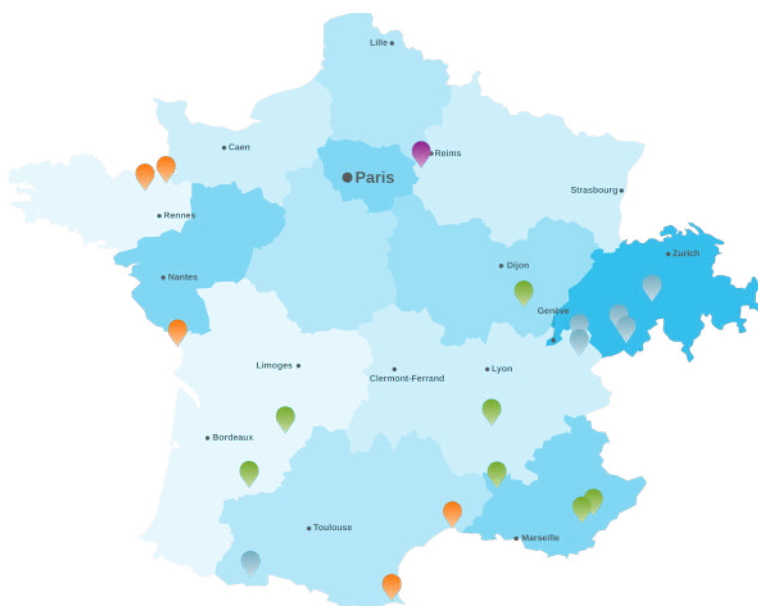 Lille
Caen
Reims
Paris
Strasbourg
Rennes
Zurich
Dijon
Nantes
Genève
Limoges
Clermont-Ferrand
Lyon
Bordeaux
Toulouse
Marseille